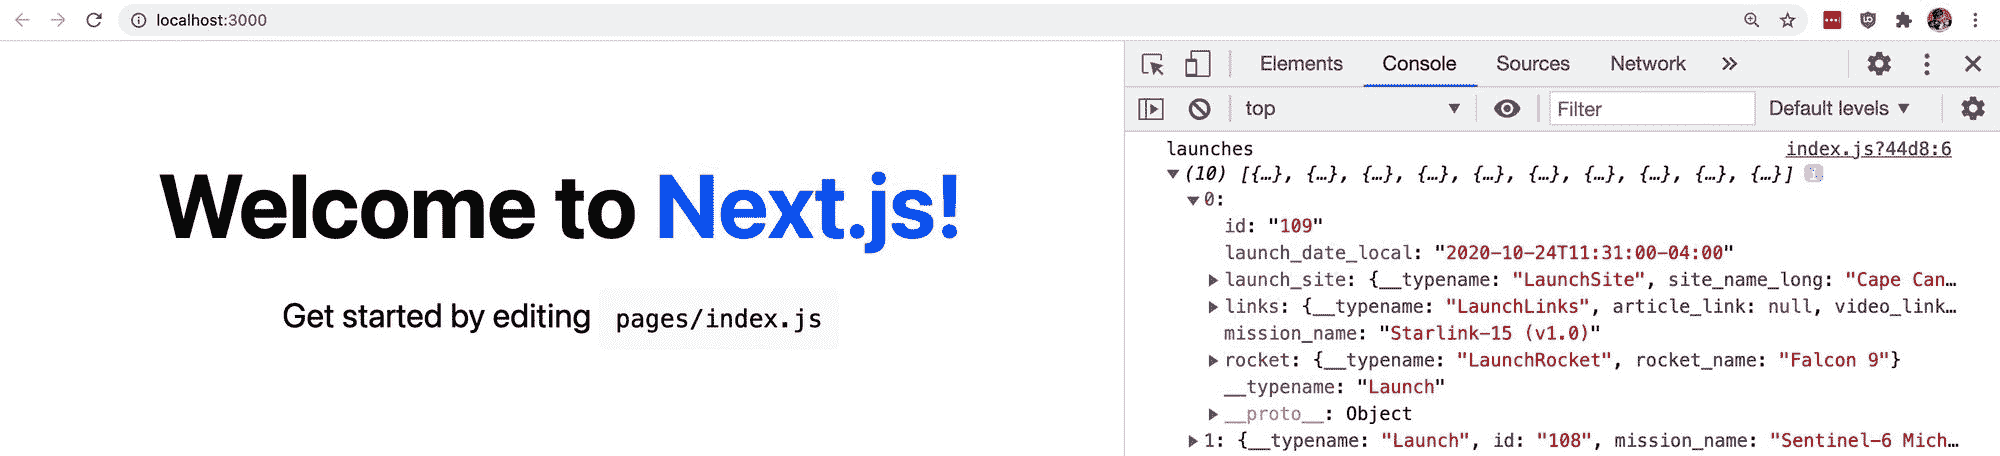 localhost:3000
Welcome to Next.js!
Get started by editing pages/index.js
Elements Console Sources Network »
top Filter Default levels
launches index.js?44d8:6
(10) [{…}, {…}, {…}, {…}, {…}, {…}, {…}, {…}, {…}, {…}]
0:
id: "109"
launch_date_local: "2020-10-24T11:31:00-04:00"
launch_site: {__typename: "LaunchSite", site_name_long: "Cape Can…
links: {__typename: "LaunchLinks", article_link: null, video_link…
mission_name: "Starlink-15 (v1.0)"
rocket: {__typename: "LaunchRocket", rocket_name: "Falcon 9"}
__typename: "Launch"
__proto__: Object
1: {__typename: "Launch", id: "108", mission_name: "Sentinel-6 Mich…